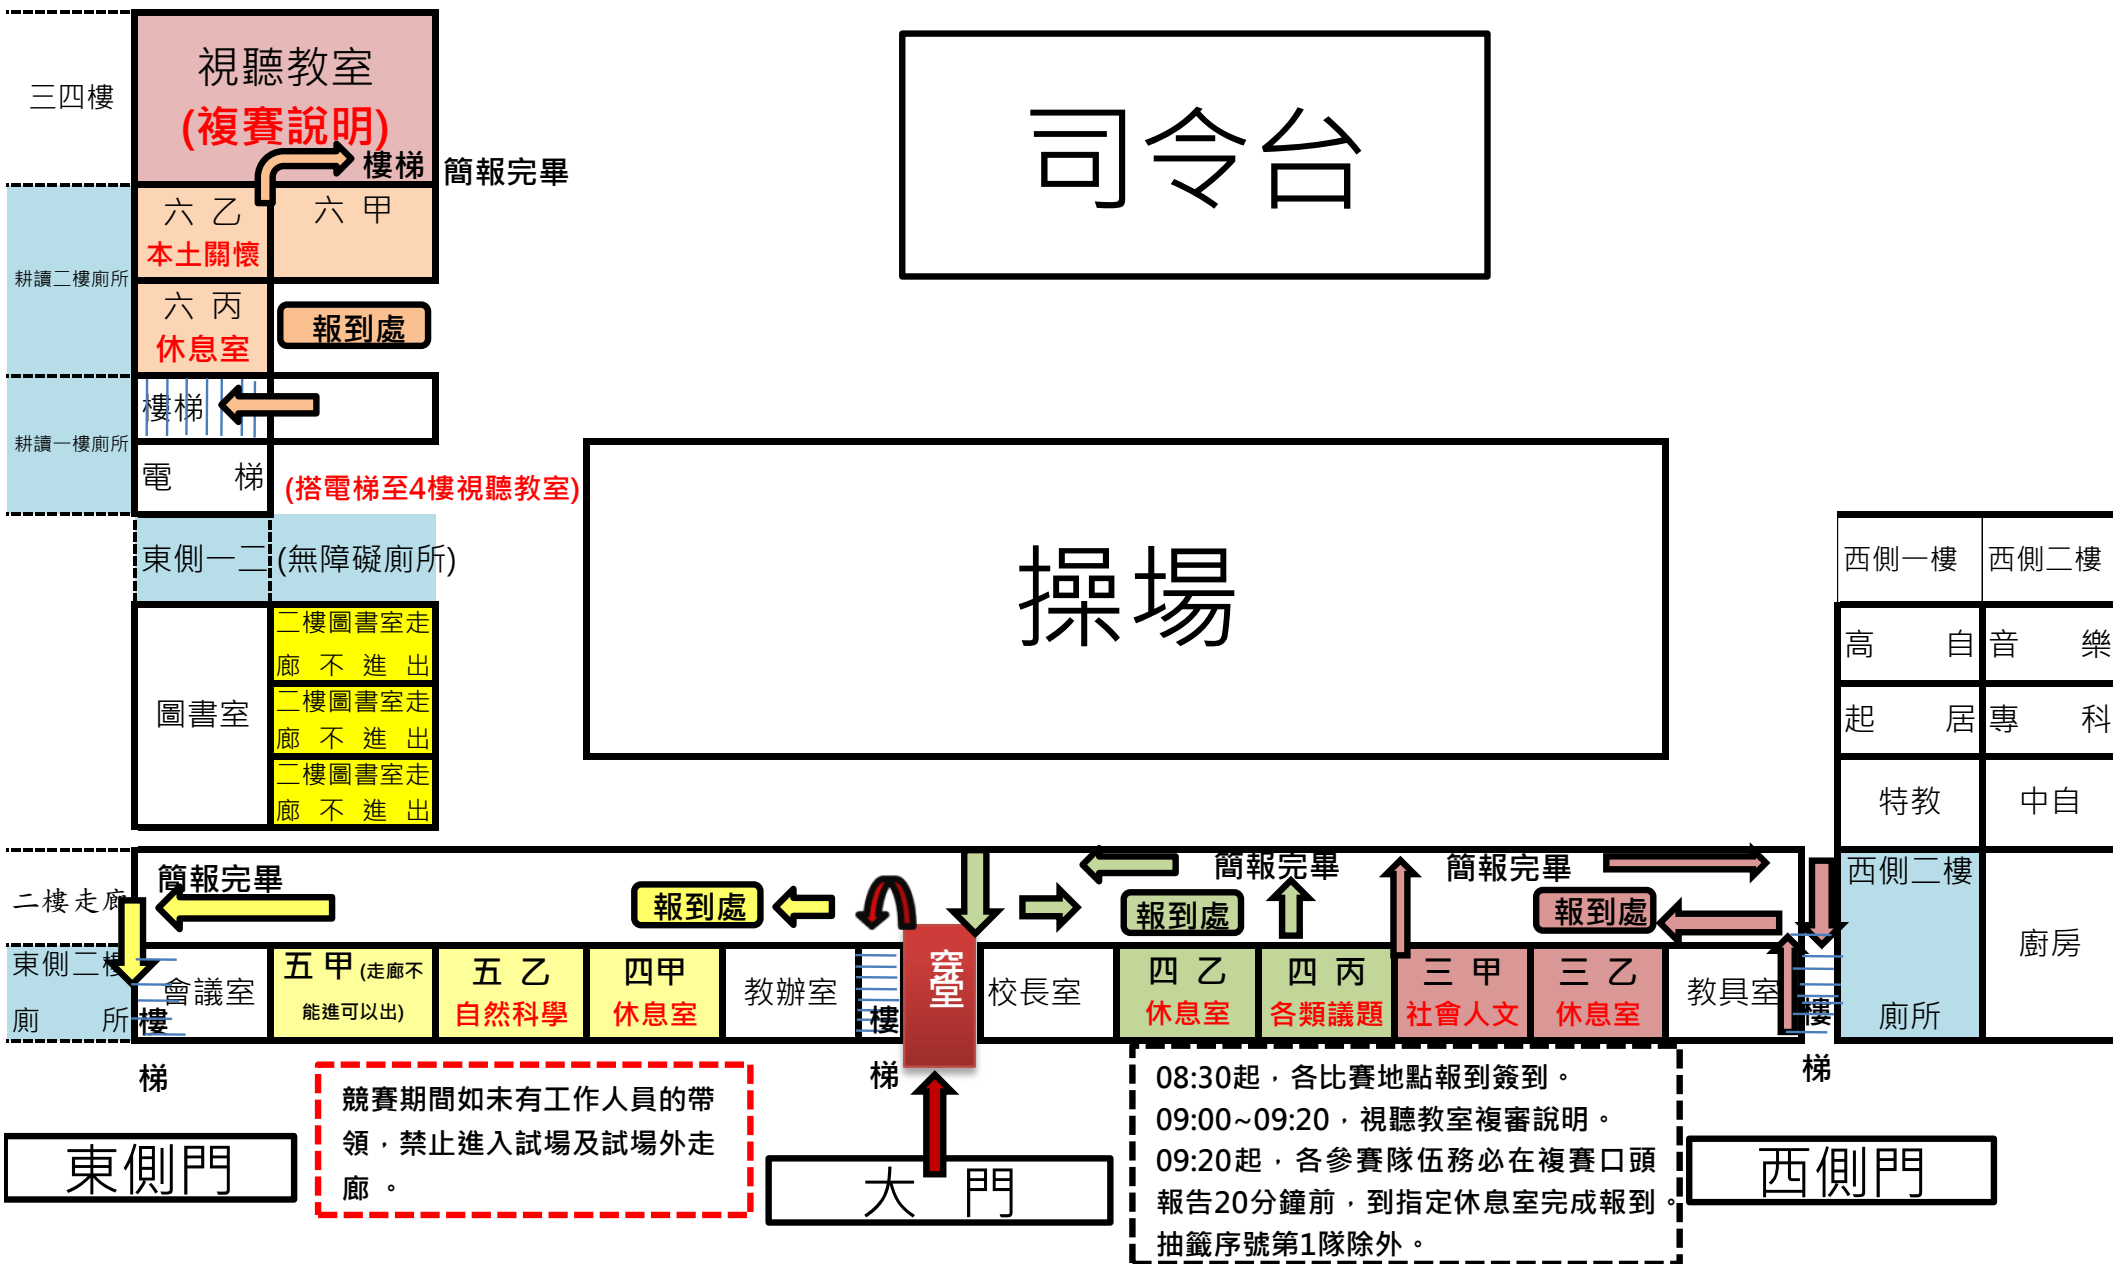 三四樓
視聽教室
(複賽說明)
樓梯
簡報完畢
司令台
耕讀二樓廁所
六 乙
本土關懷
六 甲
六 丙
休息室
報到處
耕讀一樓廁所
樓梯
電 梯
(搭電梯至4樓視聽教室)
東側一二
(無障礙廁所)
操場
圖書室
二樓圖書室走
廊 不 進 出
二樓圖書室走
廊 不 進 出
二樓圖書室走
廊 不 進 出
西側一樓
西側二樓
高 自
音 樂
起 居
專 科
特教
中自
二樓走廊
簡報完畢
報到處
報到處
簡報完畢
簡報完畢
報到處
西側二樓
廁所
廚房
東側二樓
廁 所
樓
梯
會議室
五 甲 (走廊不
能進可以出)
五 乙
自然科學
四甲
休息室
教辦室
樓
梯
穿堂
校長室
四 乙
休息室
四 丙
各類議題
三 甲
社會人文
三 乙
休息室
教具室
樓
梯
東側門
競賽期間如未有工作人員的帶
領，禁止進入試場及試場外走
廊 。
大 門
08:30起，各比賽地點報到簽到。
09:00~09:20，視聽教室複審說明。
09:20起，各參賽隊伍務必在複賽口頭
報告20分鐘前，到指定休息室完成報到。
抽籤序號第1隊除外。
西側門